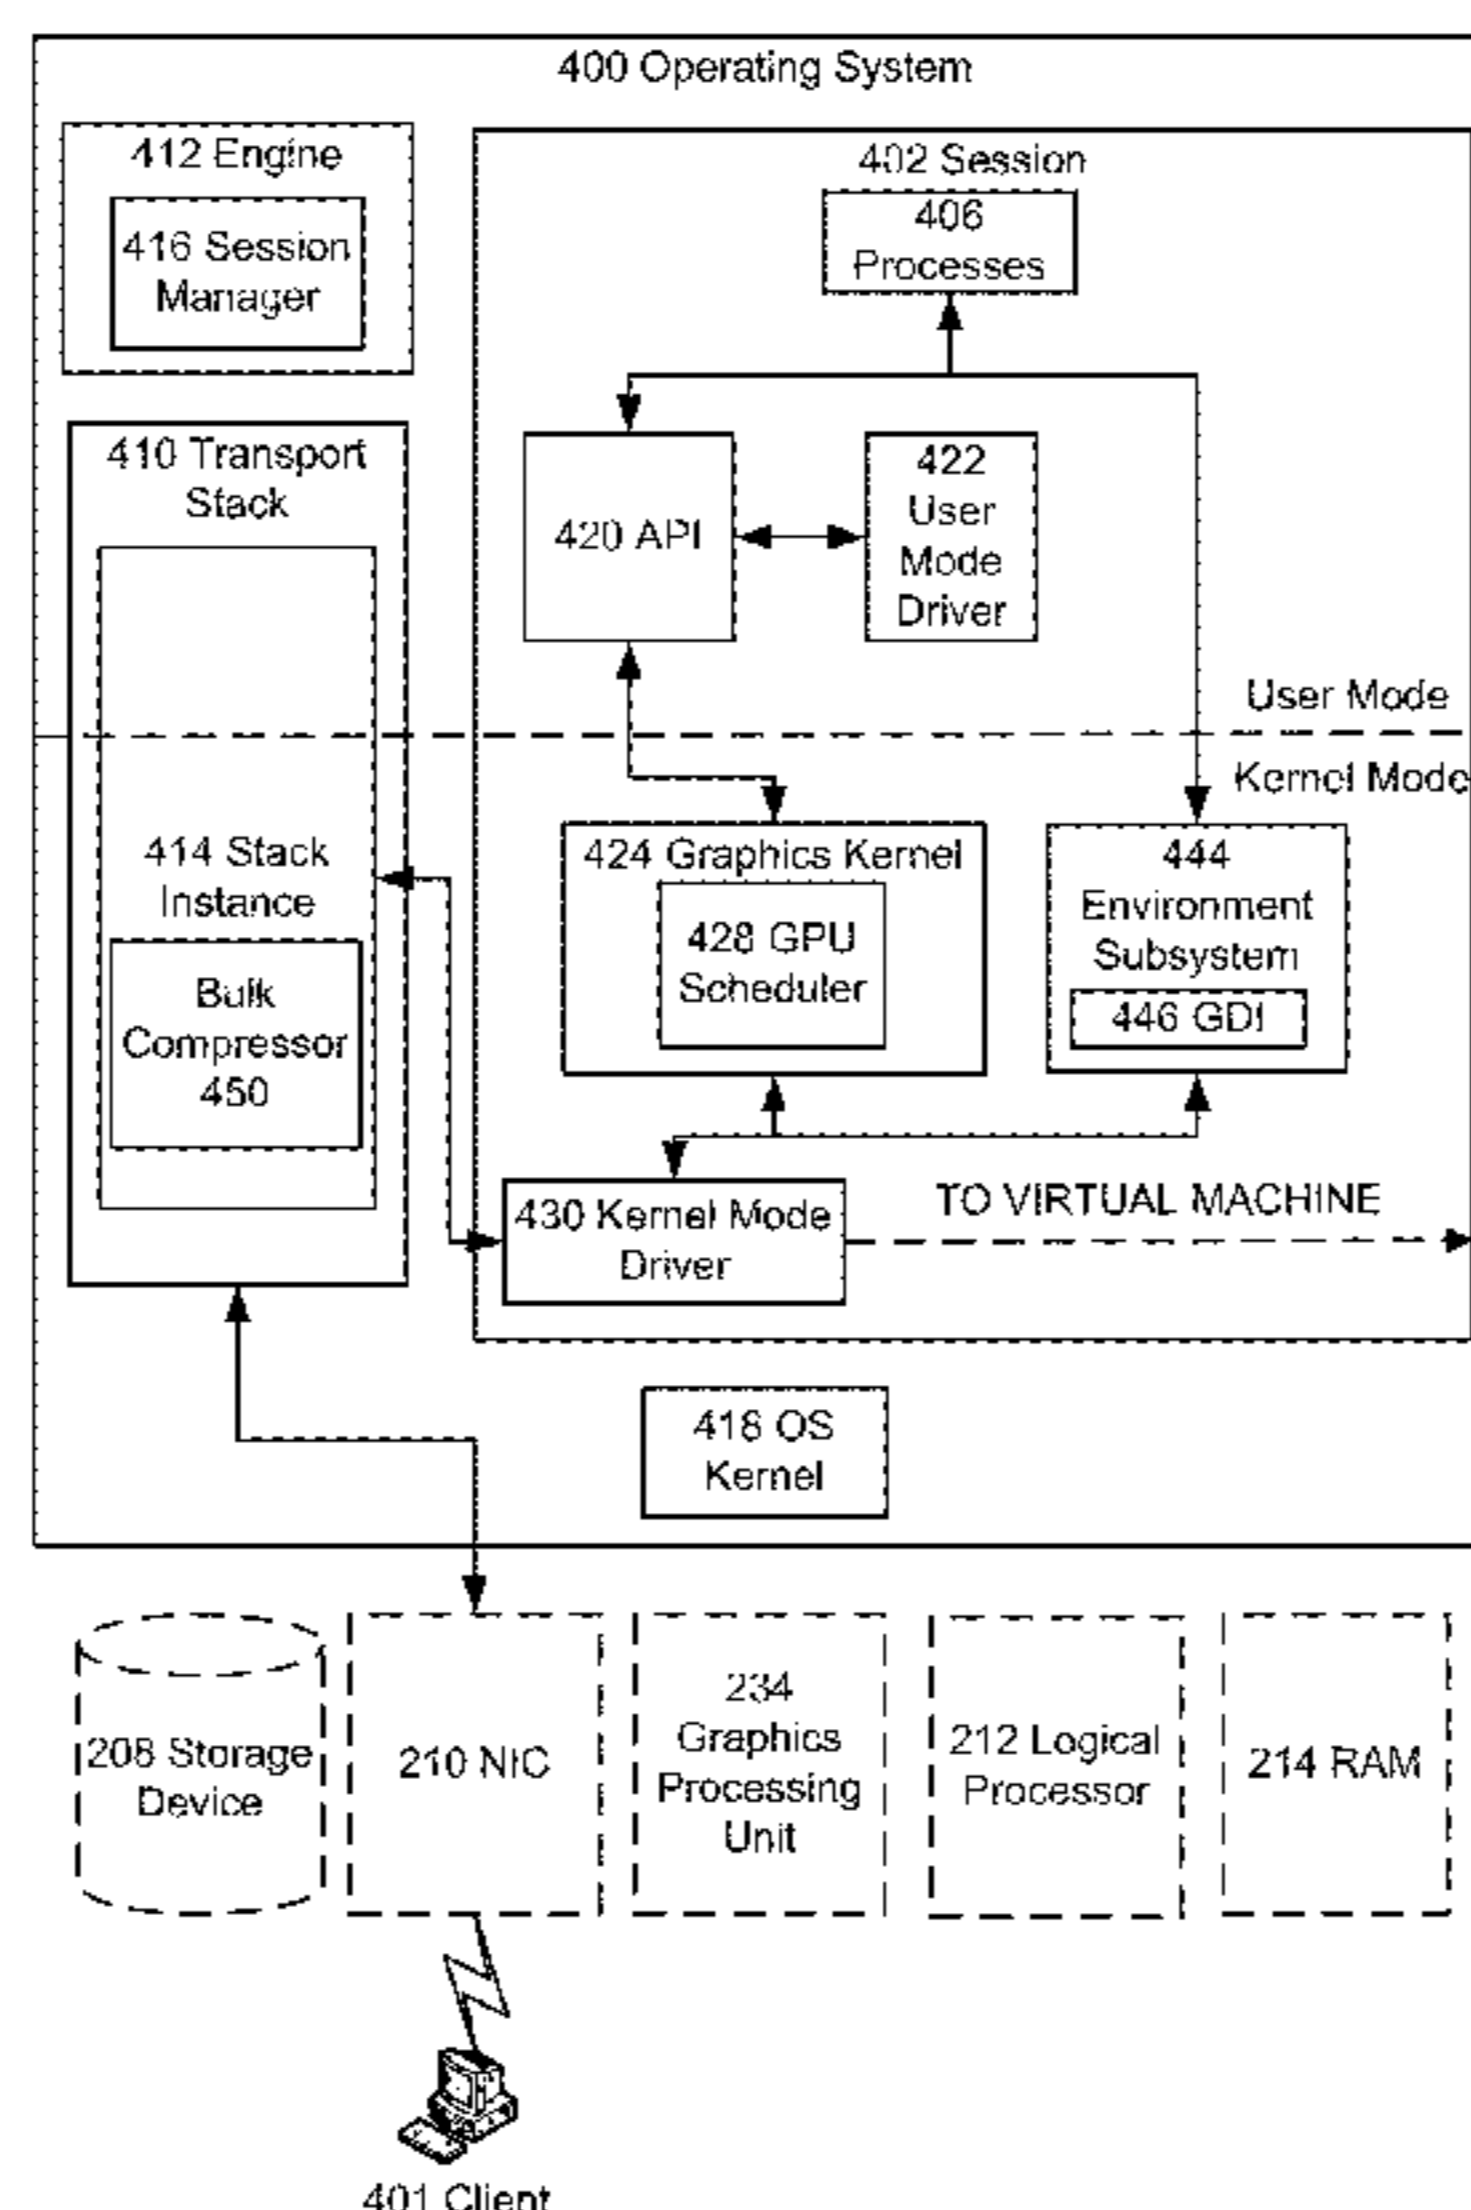 400 Operating System
412 Engine
416 Session
Manager
402 Session
406
Processes
410 Transport
Stack
420 API
422
User
Mode
Driver
User Mode
Kernel Mode
414 Stack
Instance
Bulk
Compressor
450
424 Graphics Kernel
428 GPU
Scheduler
444
Environment
Subsystem
446 GDI
430 Kernel Mode
Driver
TO VIRTUAL MACHINE
418 OS
Kernel
208 Storage
Device
210 NIC
234
Graphics
Processing
Unit
212 Logical
Processor
214 RAM
401 Client